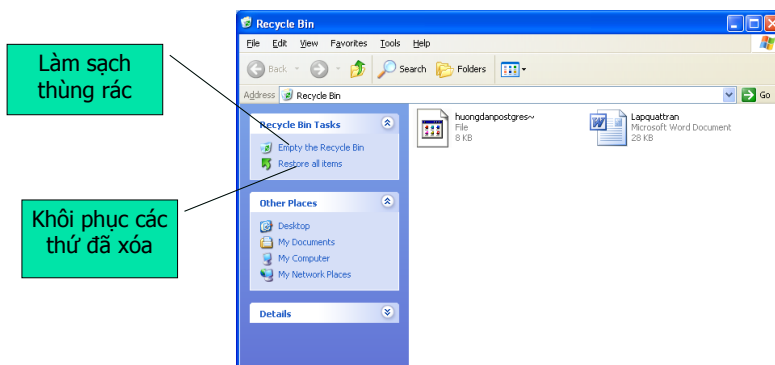 Làm sạch
thùng rác
Khôi phục các
thứ đã xóa
Recycle Bin
File Edit View Favorites Tools Help
Back Search Folders
Address Recycle Bin Go
Recycle Bin Tasks
Empty the Recycle Bin
Restore all items
Other Places
Desktop
My Documents
My Computer
My Network Places
Details
huongdanpostgres~
File
8 KB
Lapquattran
Microsoft Word Document
28 KB